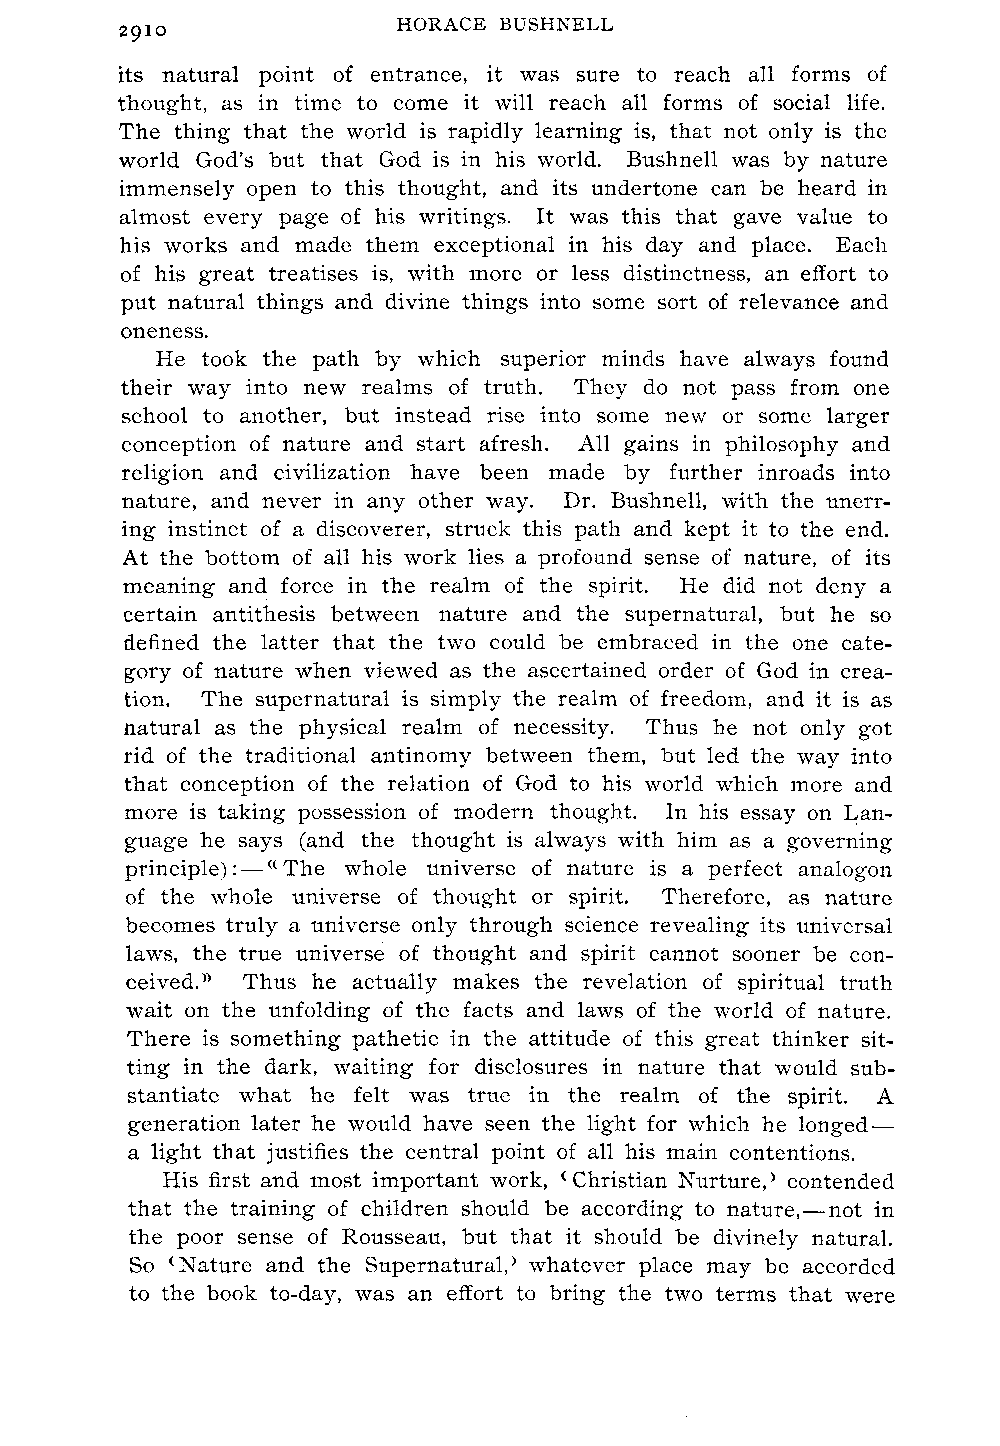 2910 HORACE BUSHNELL
its natural point of entrance, it was sure to reach all forms of
thought, as in time to come it will reach all forms of social life.
The thing that the world is rapidly learning is, that not only is the
world God's but that God is in his world. Bushnell was by nature
immensely open to this thought, and its undertone can be heard in
almost every page of his writings. It was this that gave value to
his works and made them exceptional in his day and place. Each
of his great treatises is, with more or less distinctness, an effort to
put natural things and divine things into some sort of relevance and
oneness.
He took the path by which superior minds have always found
their way into new realms of truth. They do not pass from one
school to another, but instead rise into some new or some larger
conception of nature and start afresh. All gains in philosophy and
religion and civilization have been made by further inroads into
nature, and never in any other way. Dr. Bushnell, with the unerr-
ing instinct of a discoverer, struck this path and kept it to the end.
At the bottom of all his work lies a profound sense of nature, of its
meaning and force in the realm of the spirit. He did not deny a
certain antithesis between nature and the supernatural, but he so
defined the latter that the two could be embraced in the one cate-
gory of nature when viewed as the ascertained order of God in crea-
tion. The supernatural is simply the realm of freedom, and it is as
natural as the physical realm of necessity. Thus he not only got
rid of the traditional antinomy between them, but led the way into
that conception of the relation of God to his world which more and
more is taking possession of modern thought. In his essay on Lan-
guage he says (and the thought is always with him as a governing
principle):—“The whole universe of nature is a perfect analogon
of the whole universe of thought or spirit. Therefore, as nature
becomes truly a universe only through science revealing its universal
laws, the true universe of thought and spirit cannot sooner be con-
ceived.” Thus he actually makes the revelation of spiritual truth
wait on the unfolding of the facts and laws of the world of nature.
There is something pathetic in the attitude of this great thinker sit-
ting in the dark, waiting for disclosures in nature that would sub-
stantiate what he felt was true in the realm of the spirit. A
generation later he would have seen the light for which he longed—
a light that justifies the central point of all his main contentions.
His first and most important work, ‘Christian Nurture,’ contended
that the training of children should be according to nature,—not in
the poor sense of Rousseau, but that it should be divinely natural.
So ‘Nature and the Supernatural,’ whatever place may be accorded
to the book to-day, was an effort to bring the two terms that were